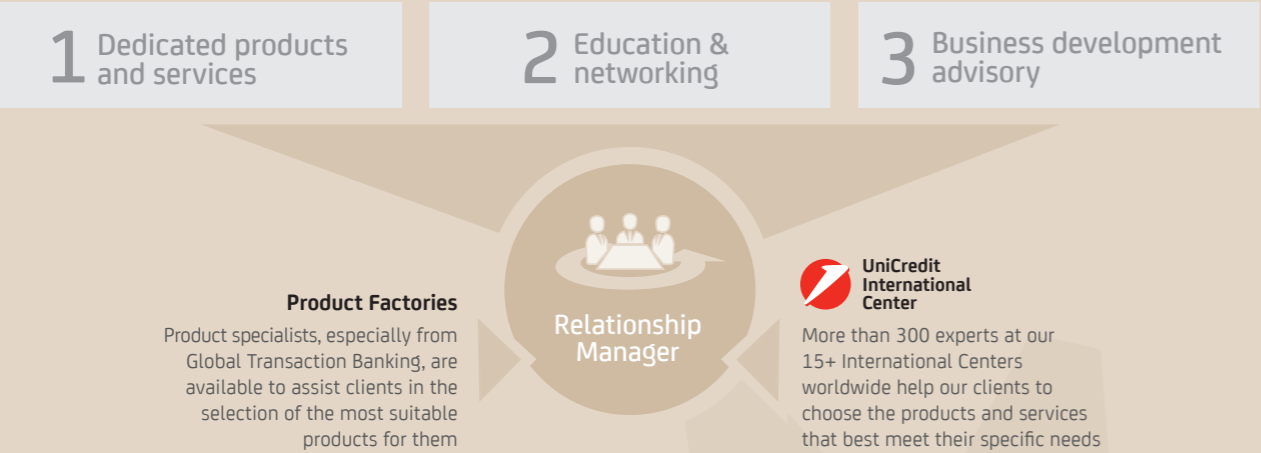 1 Dedicated products
and services
2 Education &
networking
3 Business development
advisory
Relationship
Manager
Product Factories
Product specialists, especially from
Global Transaction Banking, are
available to assist clients in the
selection of the most suitable
products for them
UniCredit
International
Center
More than 300 experts at our
15+ International Centers
worldwide help our clients to
choose the products and services
that best meet their specific needs